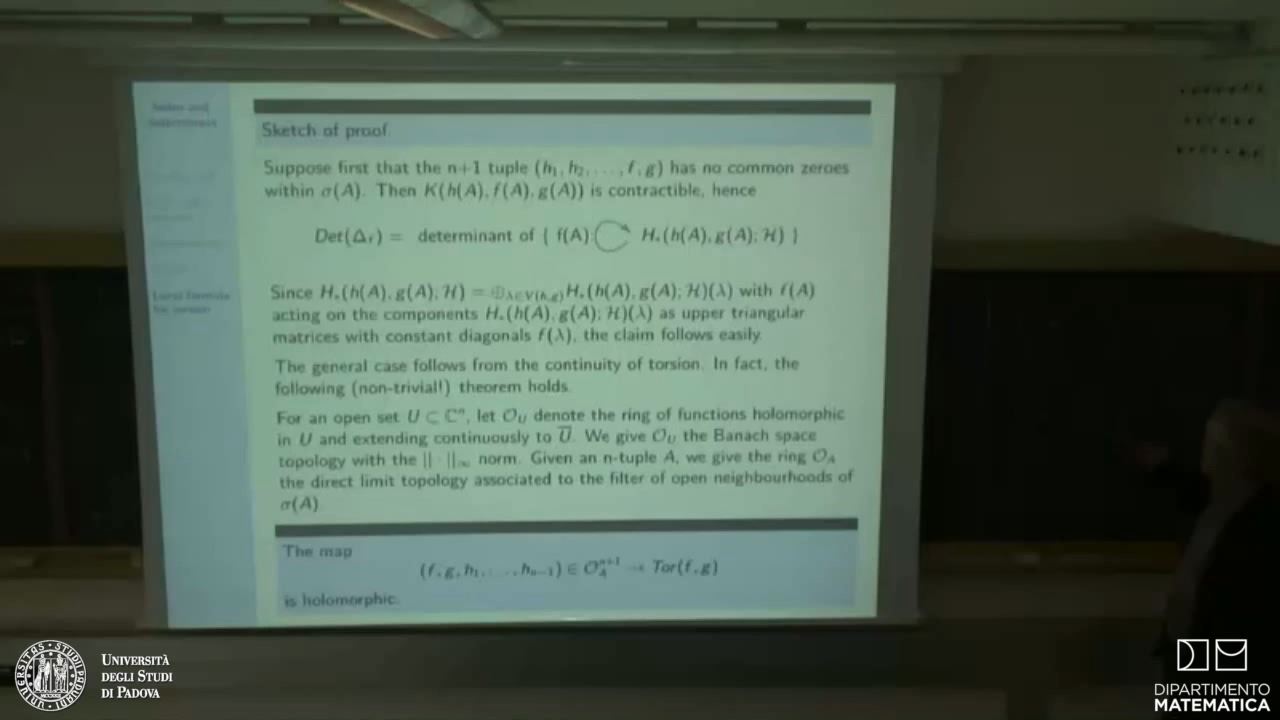 Sketch of proof
Suppose first that the n+1 tuple (h₁, h₂, . . . , f, g) has no common zeroes
within σ(A). Then K(h(A), f(A), g(A)) is contractible, hence
Det(Δ_r) = determinant of { f(A) H_*(h(A), g(A); ℋ) }
Since H_*(h(A), g(A); ℋ) = ⊕_{λ∈V(h,g)} H_*(h(A), g(A); ℋ)(λ) with f(A)
acting on the components H_*(h(A), g(A); ℋ)(λ) as upper triangular
matrices with constant diagonals f(λ), the claim follows easily.
The general case follows from the continuity of torsion. In fact, the
following (non-trivial!) theorem holds.
For an open set U ⊂ ℂⁿ, let 𝒪_U denote the ring of functions holomorphic
in U and extending continuously to U̅. We give 𝒪_U the Banach space
topology with the || · ||_∞ norm. Given an n-tuple A, we give the ring 𝒪_A
the direct limit topology associated to the filter of open neighbourhoods of
σ(A).
The map
(f, g, h₁, . . . , h_{n−1}) ∈ 𝒪_A^{n+1} → Tor(f, g)
is holomorphic.
UNIVERSITÀ
DEGLI STUDI
DI PADOVA
DIPARTIMENTO
MATEMATICA